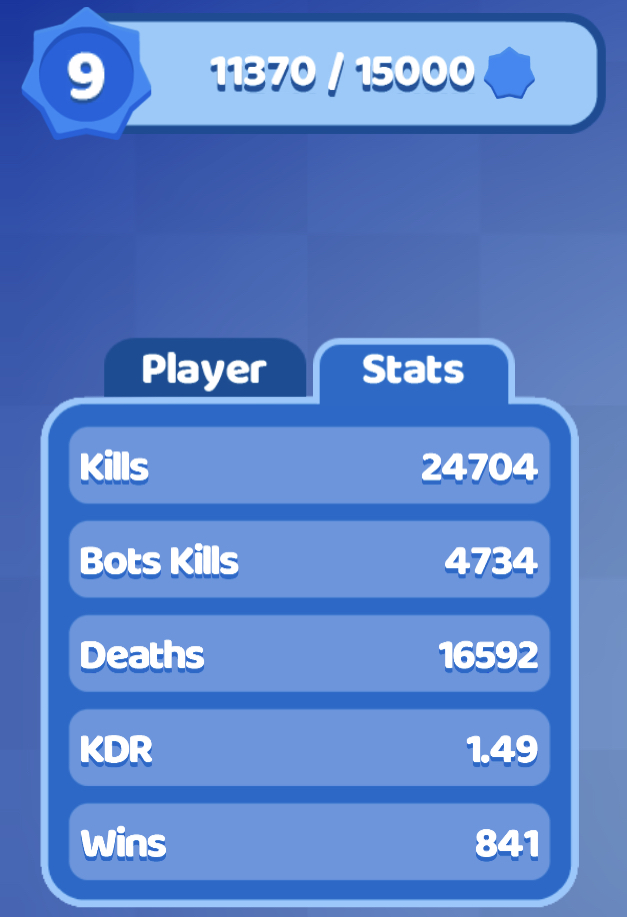 9
11370 / 15000
Player
Stats
Kills 24704
Bots Kills 4734
Deaths 16592
KDR 1.49
Wins 841